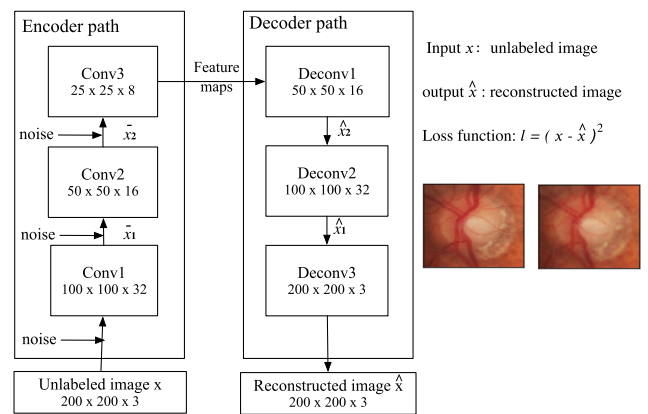 Encoder path
Conv3
25 x 25 x 8
noise
x̄2
Conv2
50 x 50 x 16
noise
x̄1
Conv1
100 x 100 x 32
noise
Unlabeled image x
200 x 200 x 3
Feature
maps
Decoder path
Deconv1
50 x 50 x 16
x̂2
Deconv2
100 x 100 x 32
x̂1
Deconv3
200 x 200 x 3
Reconstructed image x̂
200 x 200 x 3
Input x: unlabeled image
output x̂ : reconstructed image
Loss function: l = ( x - x̂ )²